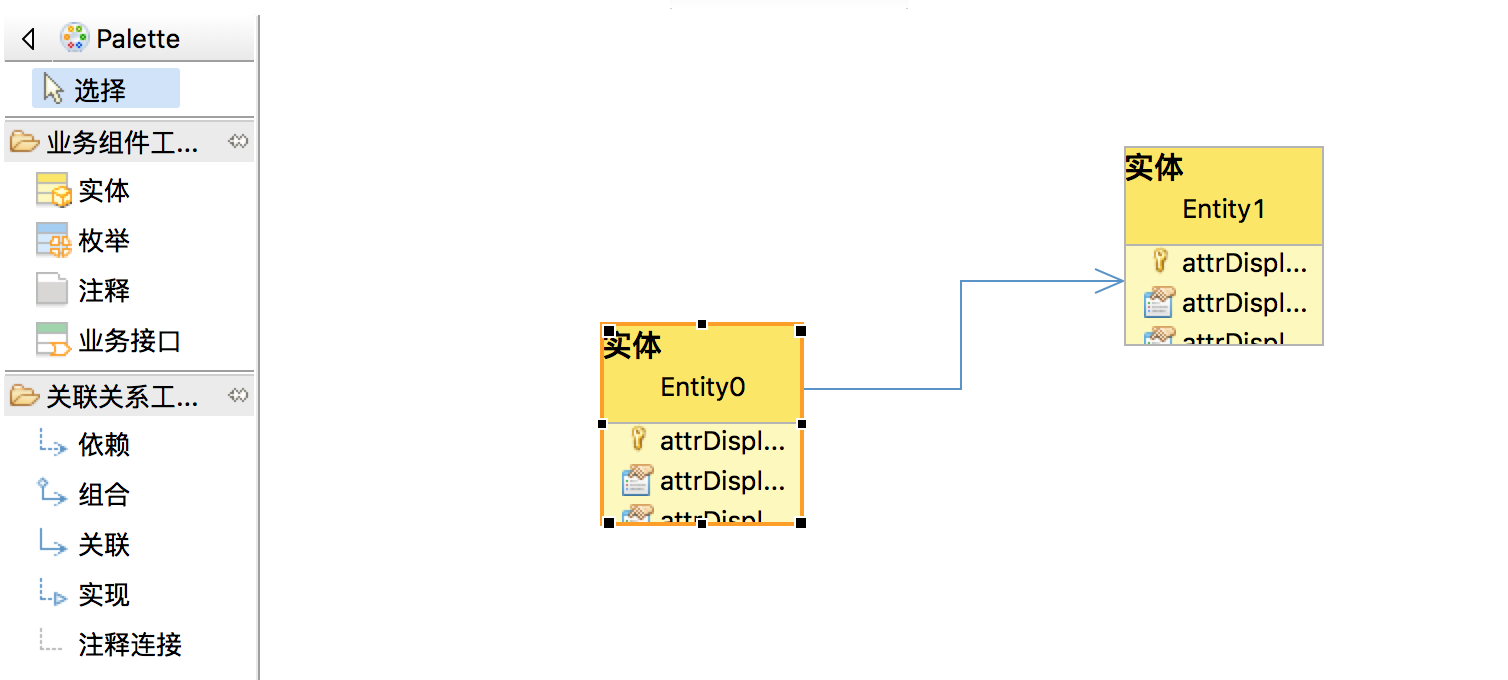 Palette
选择
业务组件工...
实体
枚举
注释
业务接口
关联关系工...
依赖
组合
关联
实现
注释连接
实体
Entity0
attrDispl...
attrDispl...
attrDispl
实体
Entity1
attrDispl...
attrDispl...
attrDispl